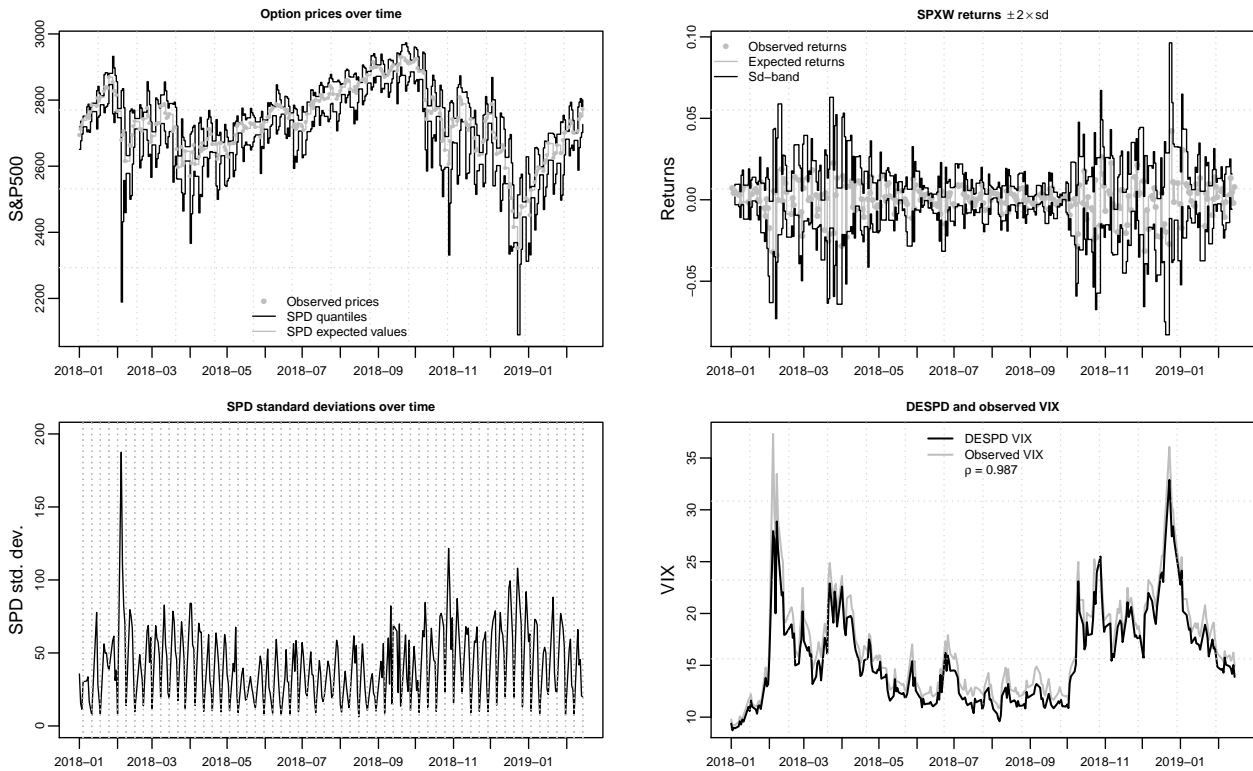 Option prices over time
S&P500
3000
2800
2600
2400
2200
Observed prices
SPD quantiles
SPD expected values
2018−01 2018−03 2018−05 2018−07 2018−09 2018−11 2019−01
SPXW returns ±2×sd
Returns
0.10
0.05
0.00
−0.05
Observed returns
Expected returns
Sd−band
2018−01 2018−03 2018−05 2018−07 2018−09 2018−11 2019−01
SPD standard deviations over time
SPD std. dev.
200
150
100
50
0
2018−01 2018−03 2018−05 2018−07 2018−09 2018−11 2019−01
DESPD and observed VIX
VIX
35
30
25
20
15
10
DESPD VIX
Observed VIX
ρ = 0.987
2018−01 2018−03 2018−05 2018−07 2018−09 2018−11 2019−01